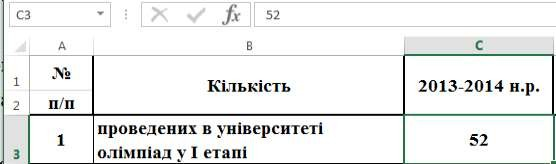 C3 fx 52
A B C
1 № Кількість 2013-2014 н.р.
2 п/п
3 1 проведених в університеті 52
олімпіад у І етапі